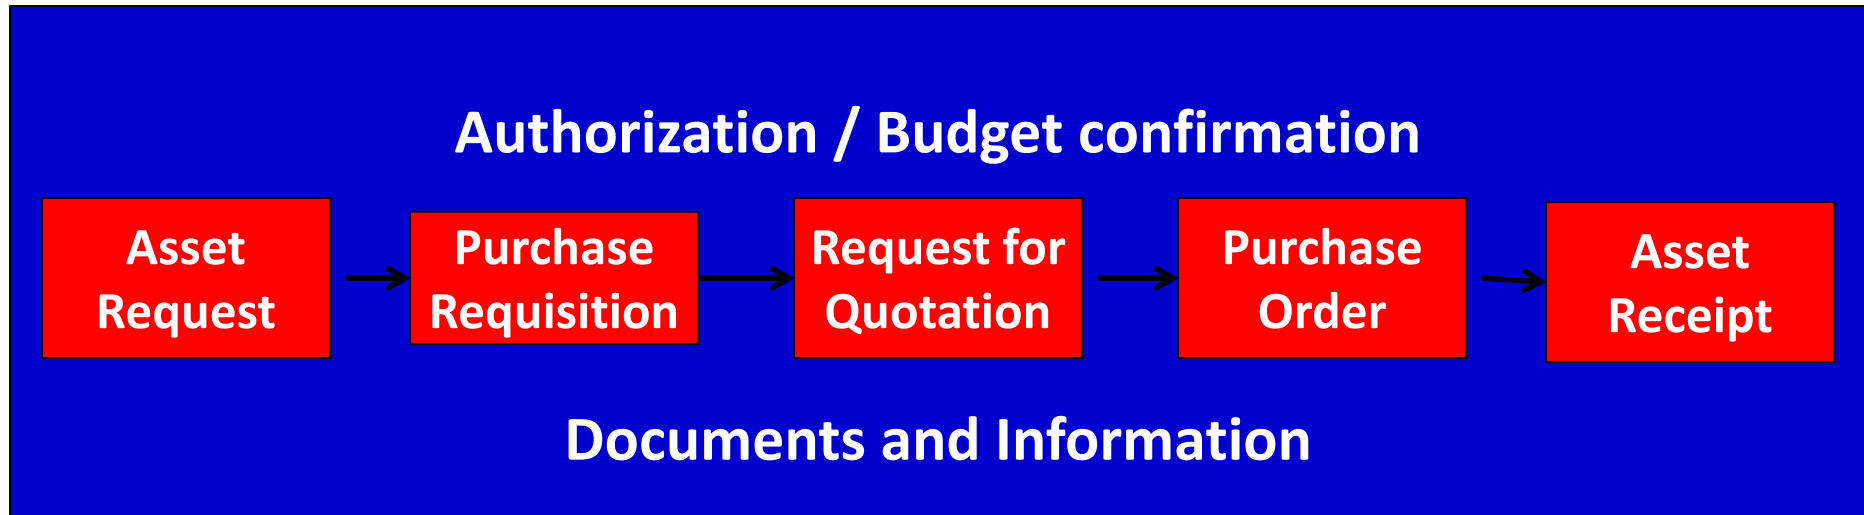 Authorization / Budget confirmation
Asset
Request
Purchase
Requisition
Request for
Quotation
Purchase
Order
Asset
Receipt
Documents and Information